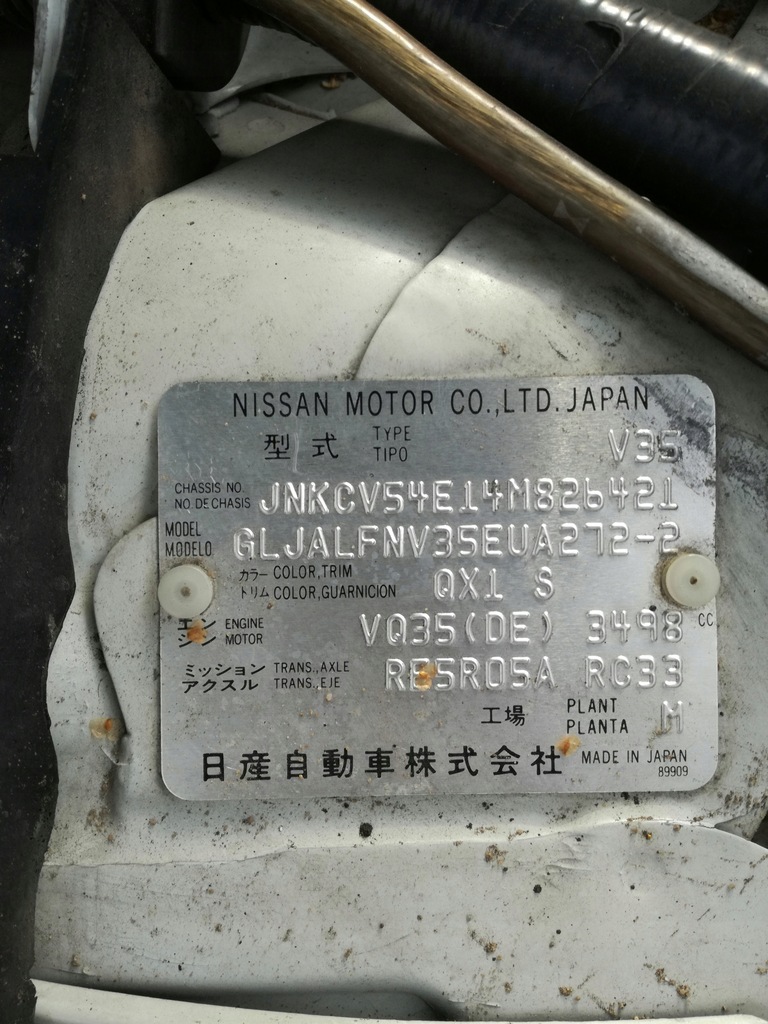 NISSAN MOTOR CO.,LTD. JAPAN
型式 TYPE TIPO V35
CHASSIS NO. NO. DE CHASIS JNKCV54E14M826421
MODEL MODELO GLJALFNV35EUA272-2
カラー COLOR,TRIM
トリム COLOR,GUARNICION QX1 S
エンジン ENGINE MOTOR VQ35(DE) 3498 CC
ミッション TRANS.,AXLE
アクスル TRANS.,EJE RE5R05A RC33
工場 PLANT PLANTA M
日産自動車株式会社 MADE IN JAPAN
89909